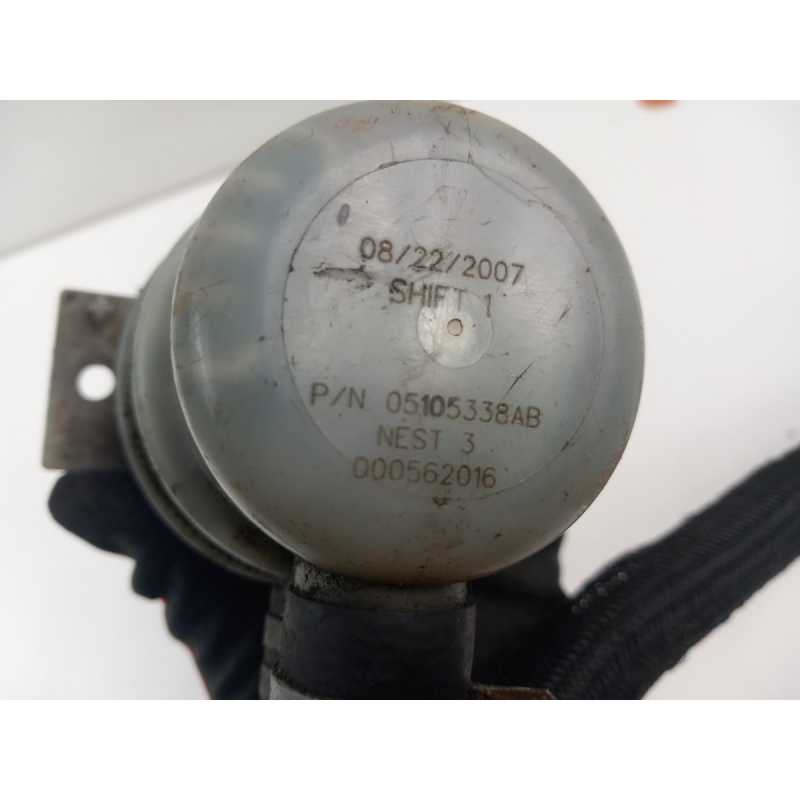 08/22/2007
SHIFT 1
P/N 05105338AB
NEST 3
000562016